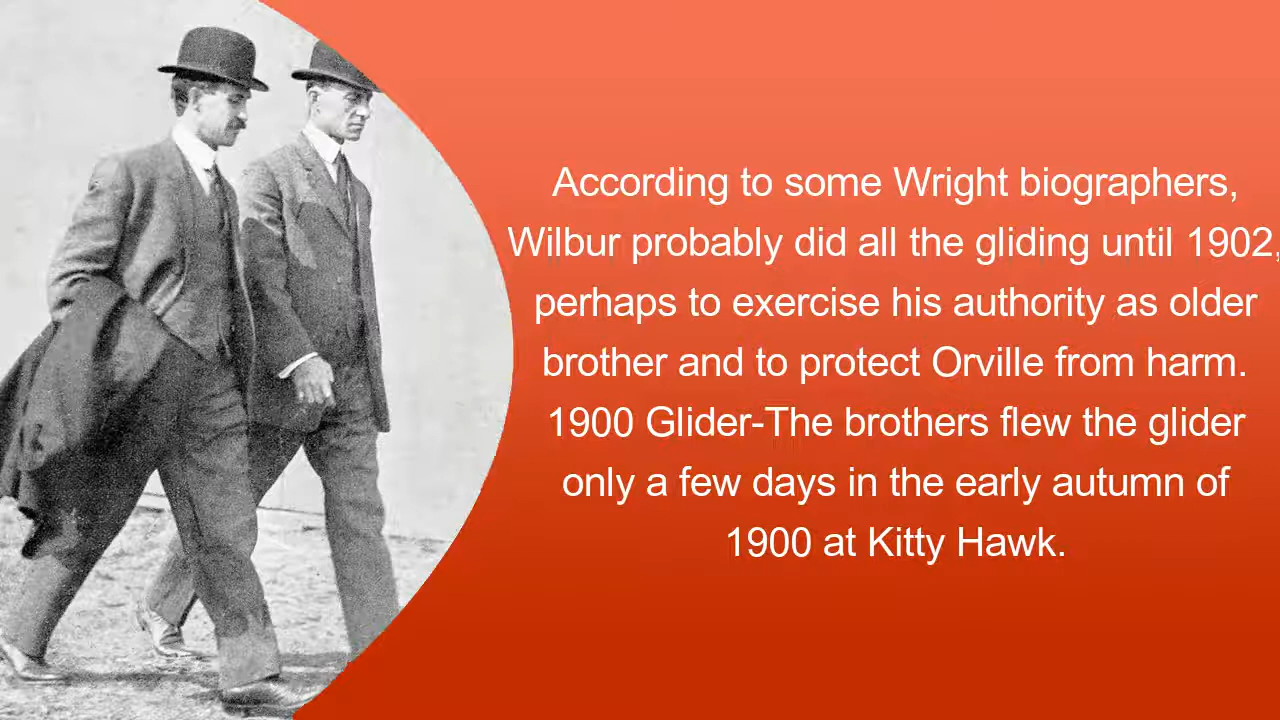 According to some Wright biographers,
Wilbur probably did all the gliding until 1902,
perhaps to exercise his authority as older
brother and to protect Orville from harm.
1900 Glider-The brothers flew the glider
only a few days in the early autumn of
1900 at Kitty Hawk.